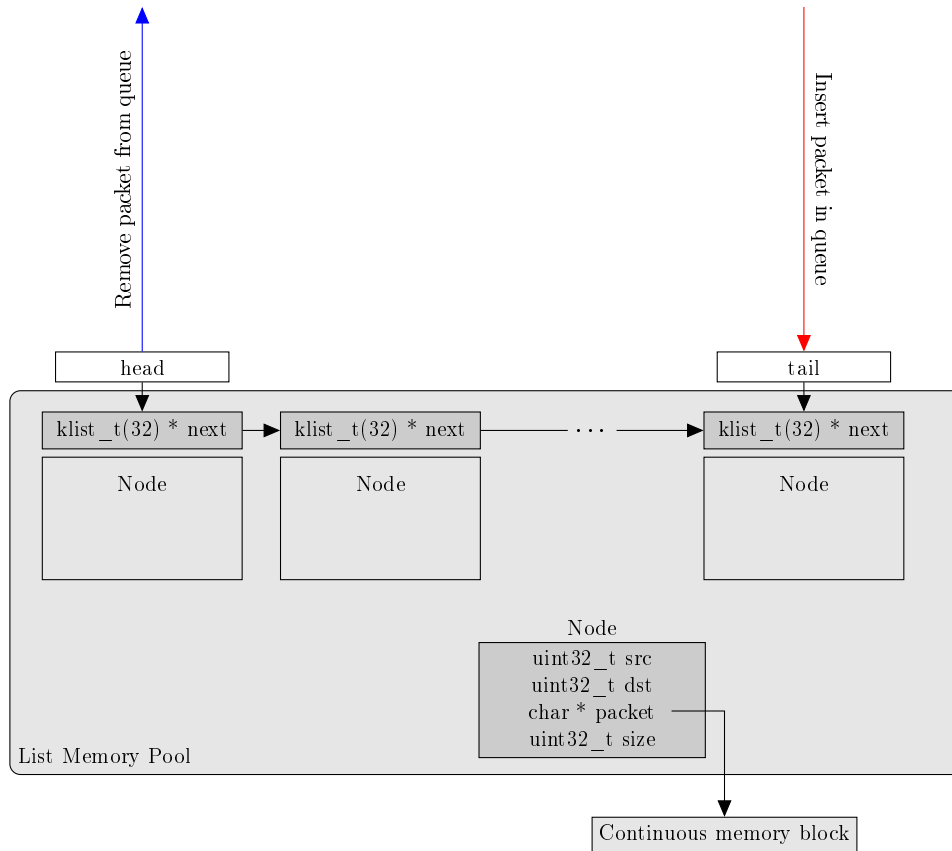 Remove packet from queue
Insert packet in queue
head
tail
klist_t(32) * next
klist_t(32) * next
...
klist_t(32) * next
Node
Node
Node
Node
uint32_t src
uint32_t dst
char * packet
uint32_t size
List Memory Pool
Continuous memory block